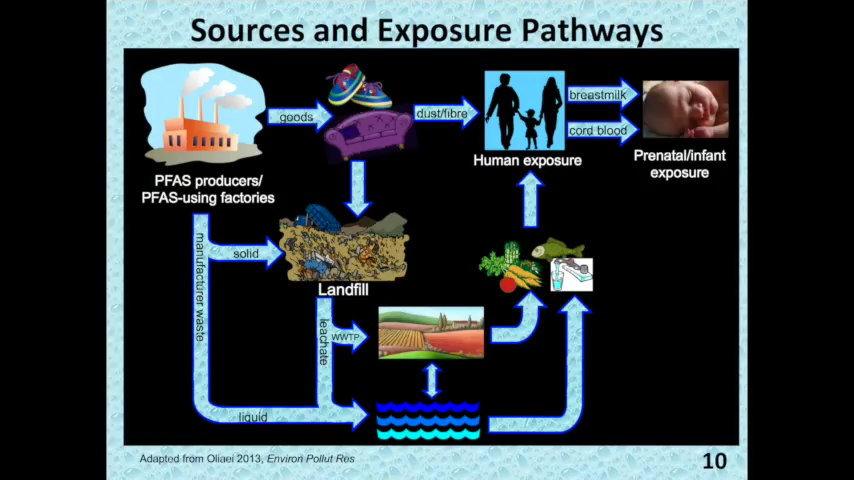 Sources and Exposure Pathways
goods
dust/fibre
breastmilk
cord blood
PFAS producers/
PFAS-using factories
Human exposure
Prenatal/infant
exposure
manufacturer waste
solid
Landfill
leachate
WWTP
liquid
Adapted from Oliaei 2013, Environ Pollut Res
10